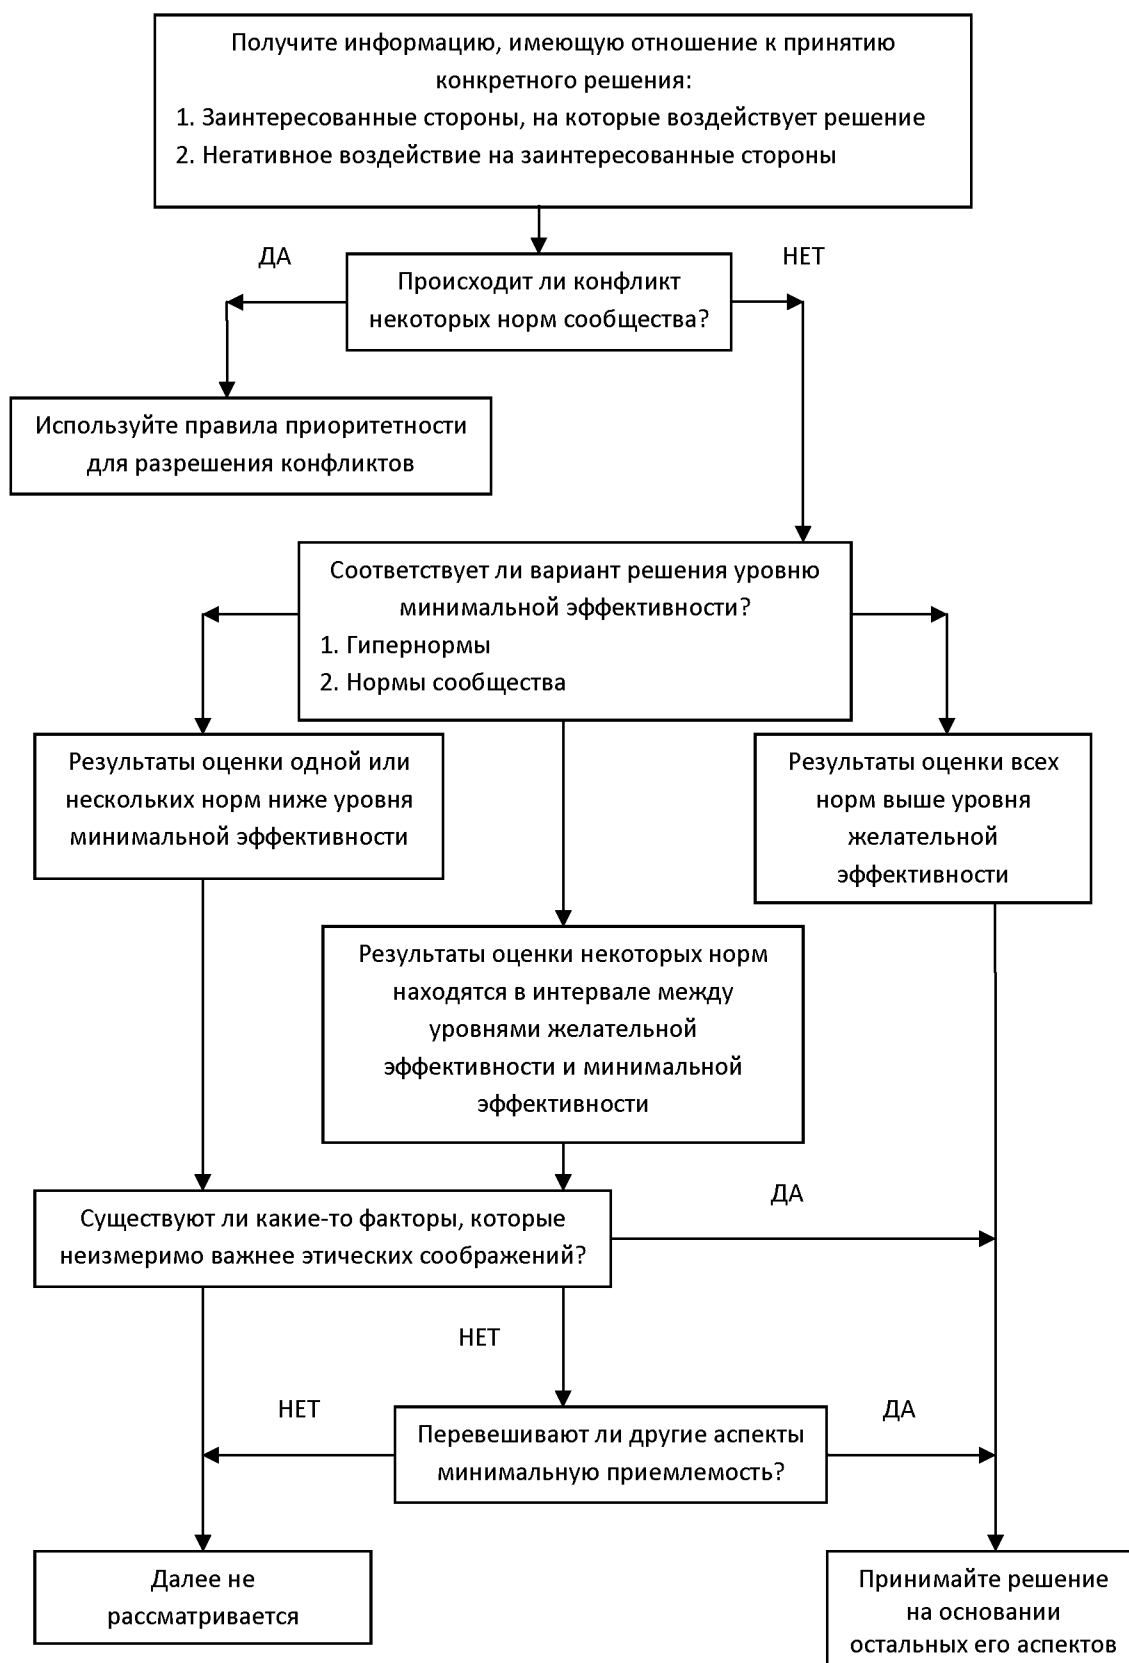 Получите информацию, имеющую отношение к принятию
конкретного решения:
1. Заинтересованные стороны, на которые воздействует решение
2. Негативное воздействие на заинтересованные стороны
ДА
НЕТ
Происходит ли конфликт
некоторых норм сообщества?
Используйте правила приоритетности
для разрешения конфликтов
Соответствует ли вариант решения уровню
минимальной эффективности?
1. Гипернормы
2. Нормы сообщества
Результаты оценки одной или
нескольких норм ниже уровня
минимальной эффективности
Результаты оценки всех
норм выше уровня
желательной
эффективности
Результаты оценки некоторых норм
находятся в интервале между
уровнями желательной
эффективности и минимальной
эффективности
ДА
Существуют ли какие-то факторы, которые
неизмеримо важнее этических соображений?
НЕТ
НЕТ
ДА
Перевешивают ли другие аспекты
минимальную приемлемость?
Далее не
рассматривается
Принимайте решение
на основании
остальных его аспектов